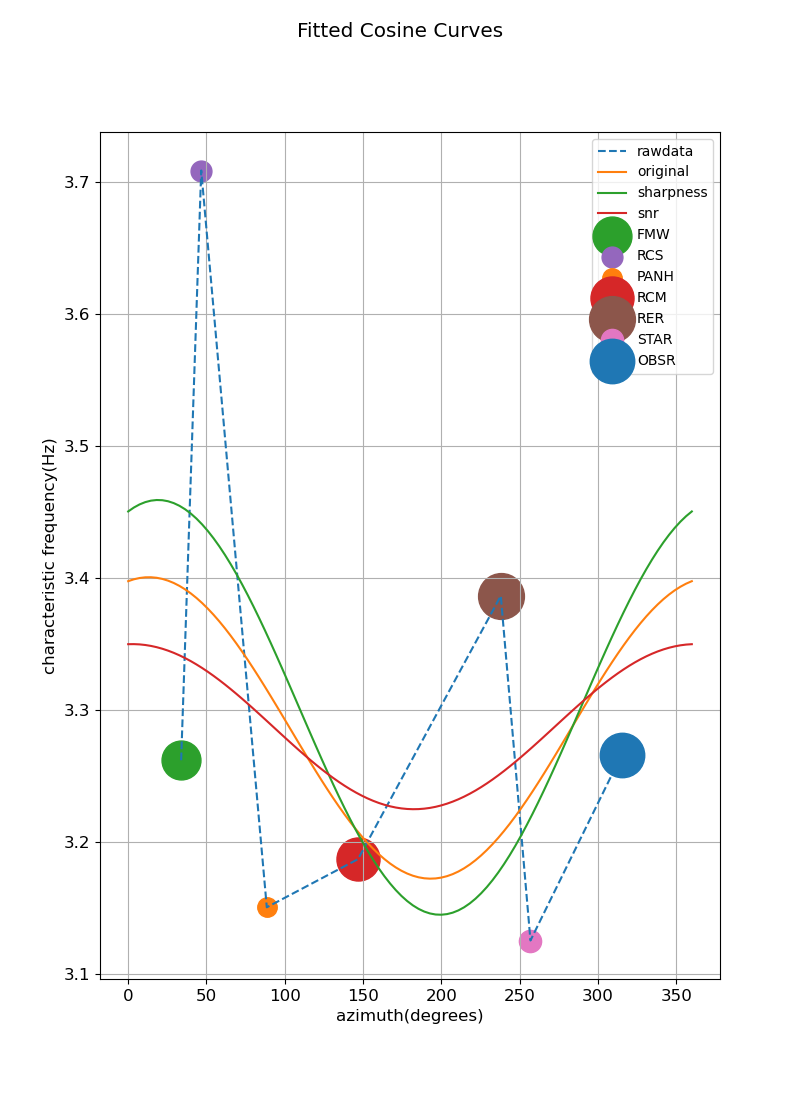 Fitted Cosine Curves
rawdata
original
sharpness
snr
FMW
RCS
PANH
RCM
RER
STAR
OBSR
3.7
3.6
3.5
3.4
3.3
3.2
3.1
characteristic frequency(Hz)
0 50 100 150 200 250 300 350
azimuth(degrees)